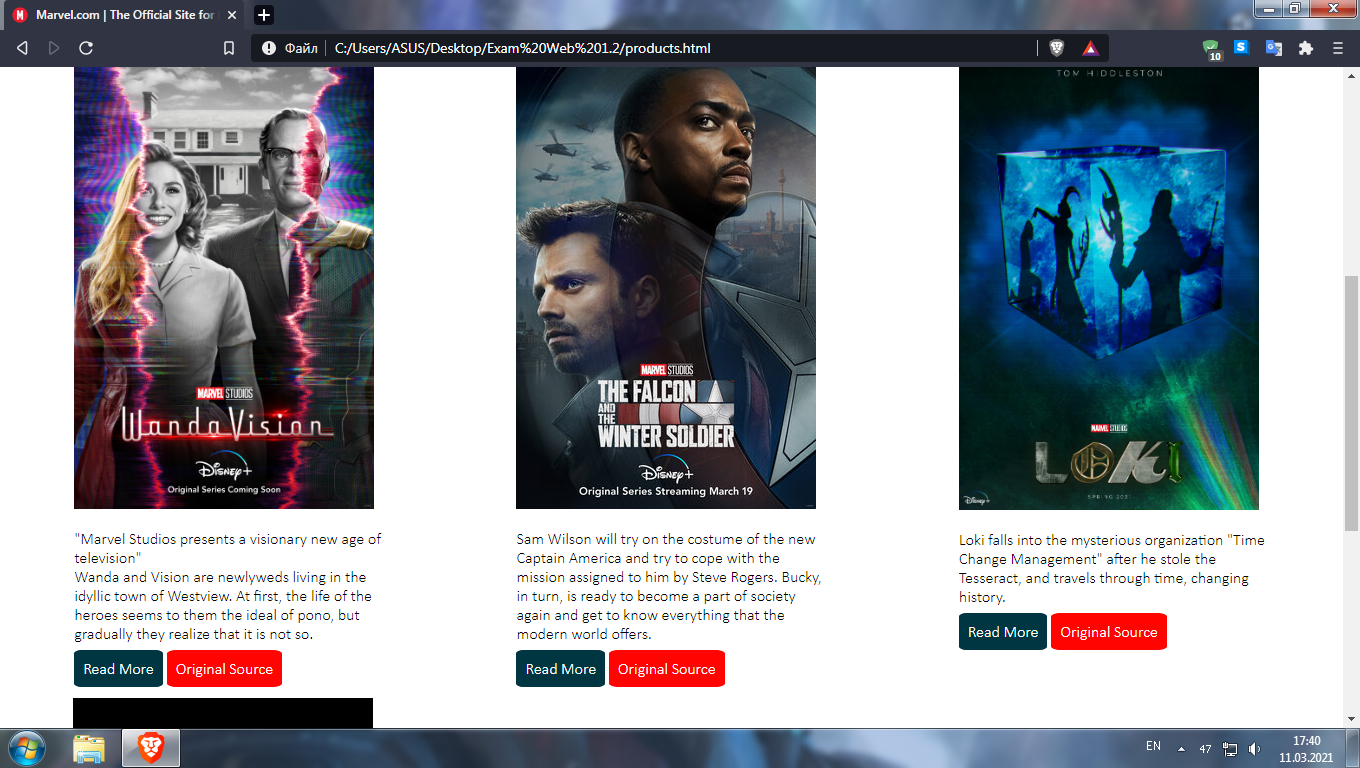 Marvel.com | The Official Site for
Файл
C:/Users/ASUS/Desktop/Exam%20Web%201.2/products.html
10
TOM HIDDLESTON
MARVEL STUDIOS
WandaVision
Disney+
Original Series Coming Soon
MARVEL STUDIOS
THE FALCON
AND THE
WINTER SOLDIER
Disney+
Original Series Streaming March 19
MARVEL STUDIOS
LOKI
SPRING 2021
Disney+
"Marvel Studios presents a visionary new age of
television"
Wanda and Vision are newlyweds living in the
idyllic town of Westview. At first, the life of the
heroes seems to them the ideal of pono, but
gradually they realize that it is not so.
Read More
Original Source
Sam Wilson will try on the costume of the new
Captain America and try to cope with the
mission assigned to him by Steve Rogers. Bucky,
in turn, is ready to become a part of society
again and get to know everything that the
modern world offers.
Read More
Original Source
Loki falls into the mysterious organization "Time
Change Management" after he stole the
Tesseract, and travels through time, changing
history.
Read More
Original Source
EN
47
17:40
11.03.2021